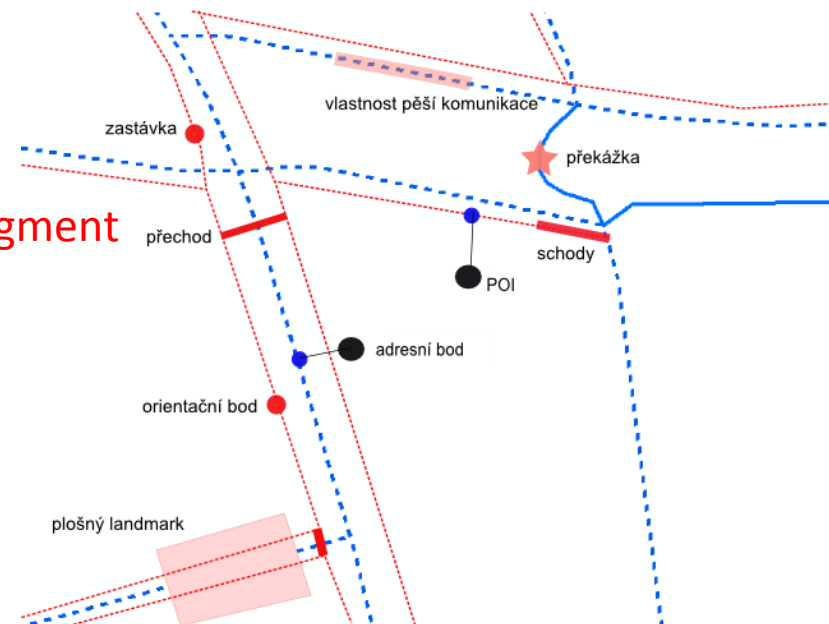 vlastnost pěší komunikace
zastávka
překážka
gment
přechod
schody
POI
adresní bod
orientační bod
plošný landmark